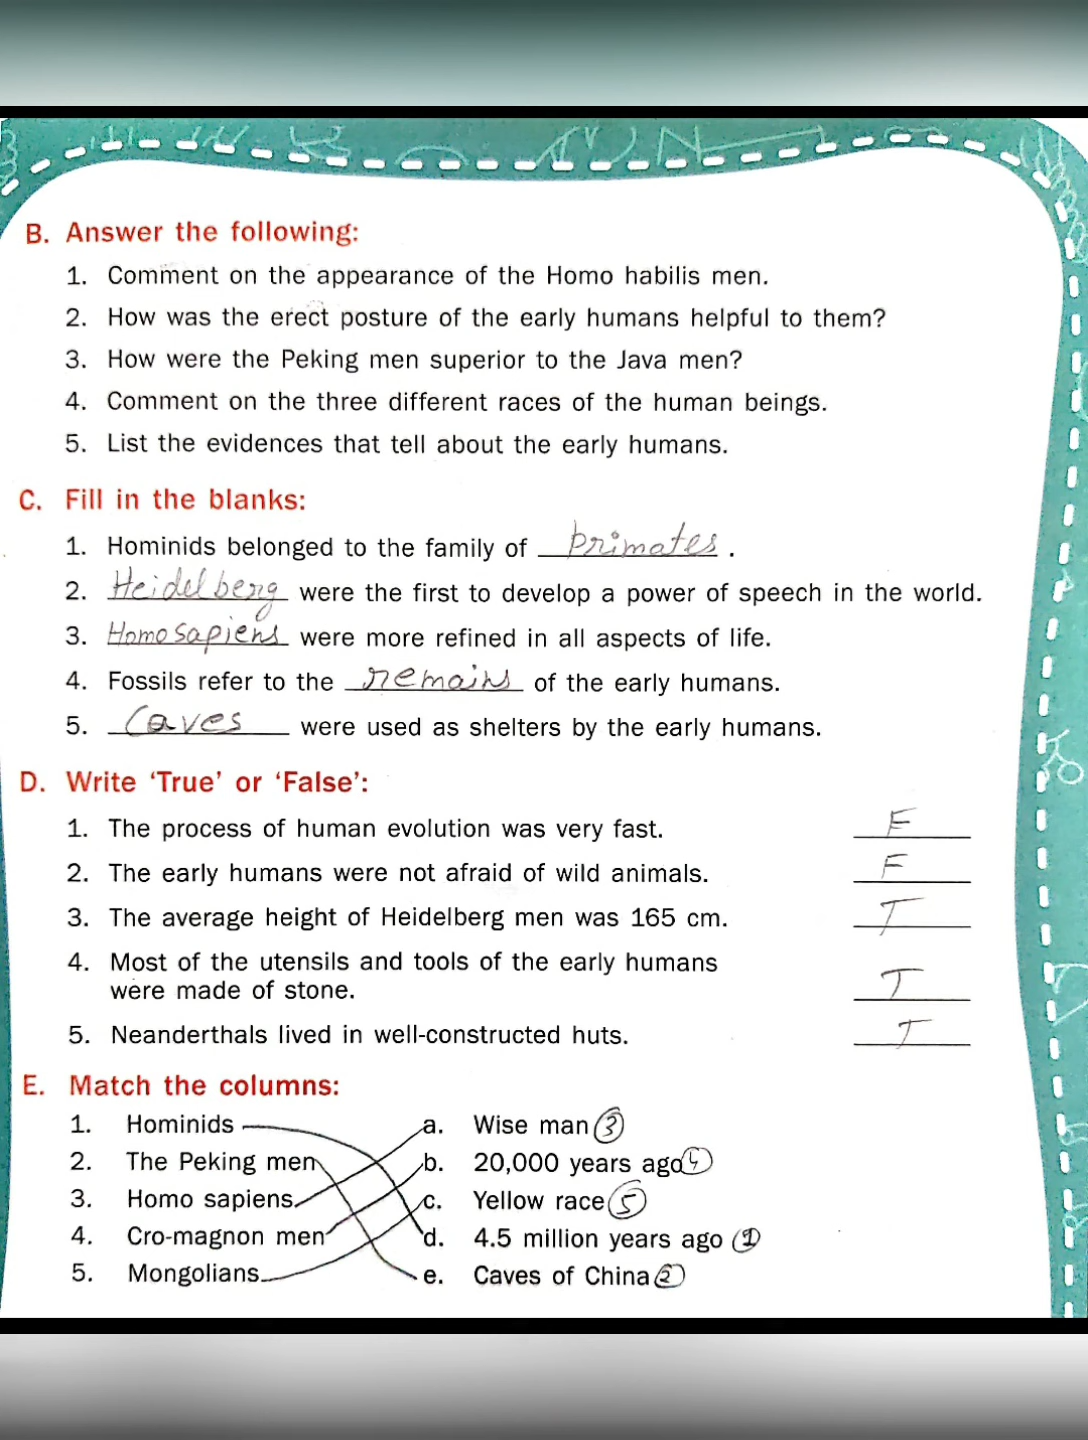 B. Answer the following:
1. Comment on the appearance of the Homo habilis men.
2. How was the erect posture of the early humans helpful to them?
3. How were the Peking men superior to the Java men?
4. Comment on the three different races of the human beings.
5. List the evidences that tell about the early humans.
C. Fill in the blanks:
1. Hominids belonged to the family of primates.
2. Heidelberg were the first to develop a power of speech in the world.
3. Homo sapiens were more refined in all aspects of life.
4. Fossils refer to the remains of the early humans.
5. Caves were used as shelters by the early humans.
D. Write ‘True’ or ‘False’:
1. The process of human evolution was very fast. F
2. The early humans were not afraid of wild animals. F
3. The average height of Heidelberg men was 165 cm. T
4. Most of the utensils and tools of the early humans
were made of stone. T
5. Neanderthals lived in well-constructed huts. T
E. Match the columns:
1. Hominids a. Wise man 3
2. The Peking men b. 20,000 years ago 4
3. Homo sapiens c. Yellow race 5
4. Cro-magnon men d. 4.5 million years ago 1
5. Mongolians e. Caves of China 2